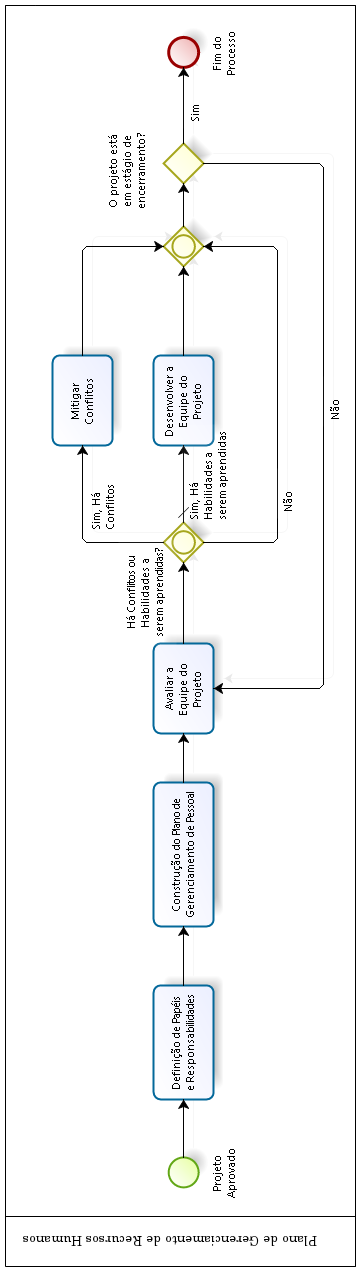 Plano de Gerenciamento de Recursos Humanos
Projeto
Aprovado
Definição de Papéis
e Responsabilidades
Construção do Plano de
Gerenciamento de Pessoal
Avaliar a
Equipe do
Projeto
Há Conflitos ou
Habilidades a
serem aprendidas?
Sim, Há
Conflitos
Mitigar
Conflitos
Sim, Há
Habilidades a
serem aprendidas
Desenvolver a
Equipe do
Projeto
Não
O projeto está
em estágio de
encerramento?
Não
Sim
Fim do
Processo